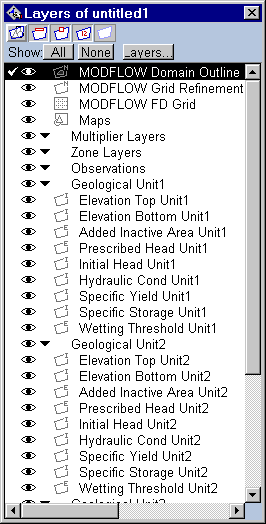 Layers of untitled1
Show: All None Layers...
MODFLOW Domain Outline
MODFLOW Grid Refinement
MODFLOW FD Grid
Maps
Multiplier Layers
Zone Layers
Observations
Geological Unit1
Elevation Top Unit1
Elevation Bottom Unit1
Added Inactive Area Unit1
Prescribed Head Unit1
Initial Head Unit1
Hydraulic Cond Unit1
Specific Yield Unit1
Specific Storage Unit1
Wetting Threshold Unit1
Geological Unit2
Elevation Top Unit2
Elevation Bottom Unit2
Added Inactive Area Unit2
Prescribed Head Unit2
Initial Head Unit2
Hydraulic Cond Unit2
Specific Yield Unit2
Specific Storage Unit2
Wetting Threshold Unit2